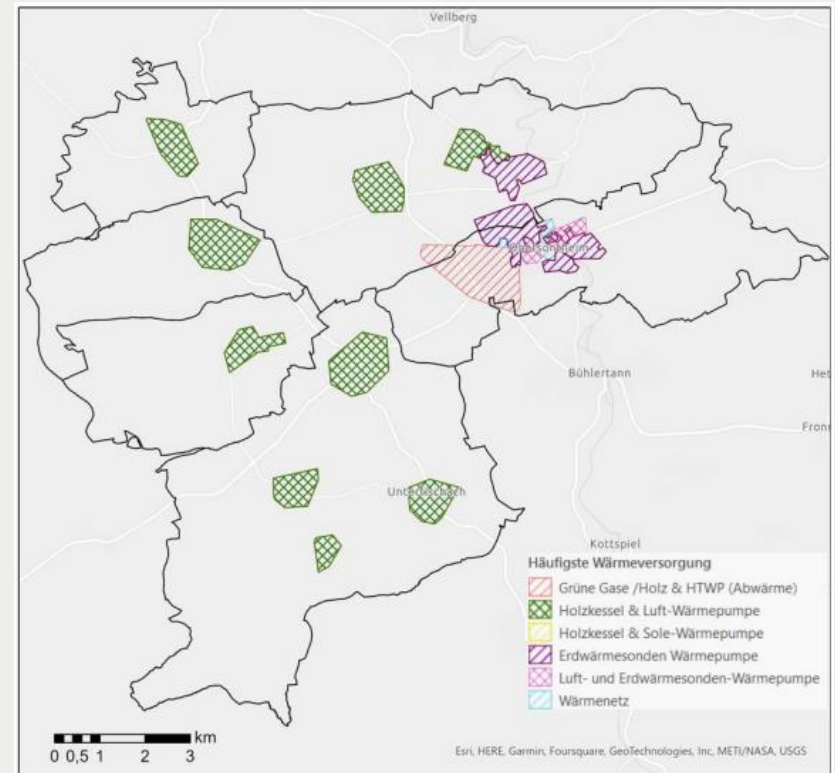 Vellberg
Obersontheim
Bühlertann
Fron
Unterfischach
Kottspiel
Häufigste Wärmeversorgung
Grüne Gase /Holz & HTWP (Abwärme)
Holzkessel & Luft-Wärmepumpe
Holzkessel & Sole-Wärmepumpe
Erdwärmesonden Wärmepumpe
Luft- und Erdwärmesonden-Wärmepumpe
Wärmenetz
km
0 0,5 1 2 3
Esri, HERE, Garmin, Foursquare, GeoTechnologies, Inc, METI/NASA, USGS